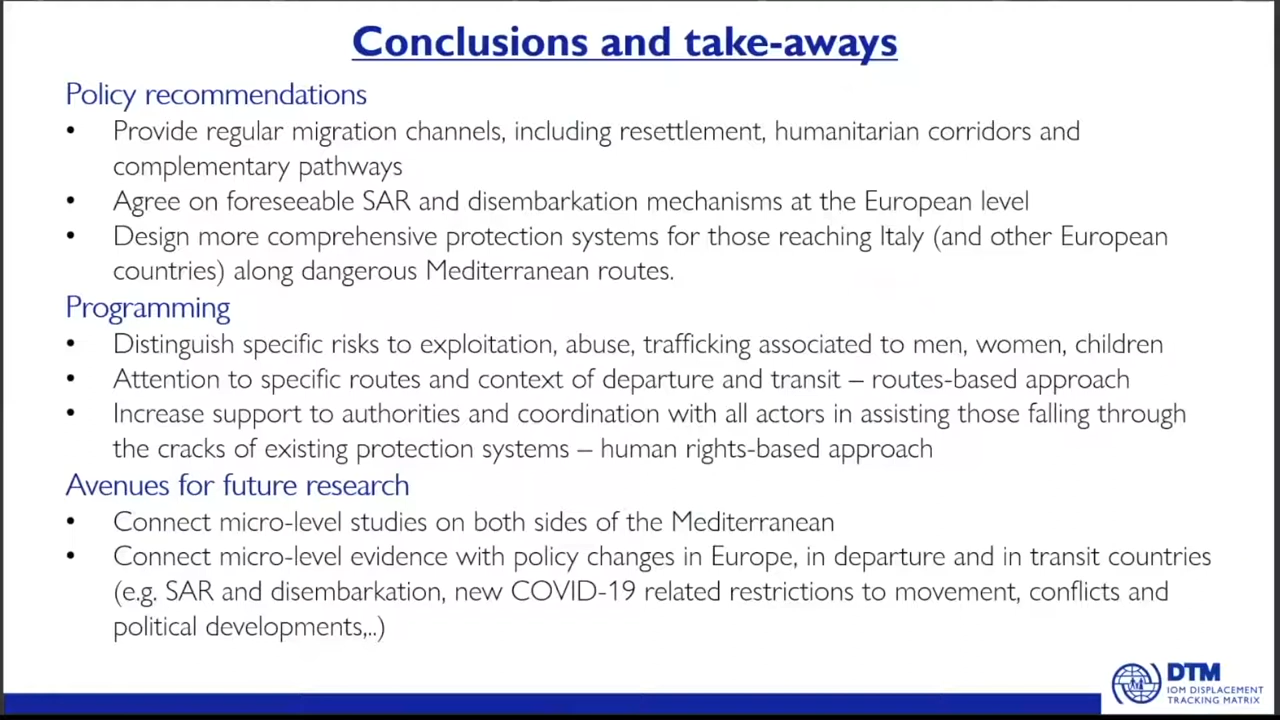 Conclusions and take-aways
Policy recommendations
• Provide regular migration channels, including resettlement, humanitarian corridors and
complementary pathways
• Agree on foreseeable SAR and disembarkation mechanisms at the European level
• Design more comprehensive protection systems for those reaching Italy (and other European
countries) along dangerous Mediterranean routes.
Programming
• Distinguish specific risks to exploitation, abuse, trafficking associated to men, women, children
• Attention to specific routes and context of departure and transit – routes-based approach
• Increase support to authorities and coordination with all actors in assisting those falling through
the cracks of existing protection systems – human rights-based approach
Avenues for future research
• Connect micro-level studies on both sides of the Mediterranean
• Connect micro-level evidence with policy changes in Europe, in departure and in transit countries
(e.g. SAR and disembarkation, new COVID-19 related restrictions to movement, conflicts and
political developments,..)
DTM
IOM DISPLACEMENT
TRACKING MATRIX